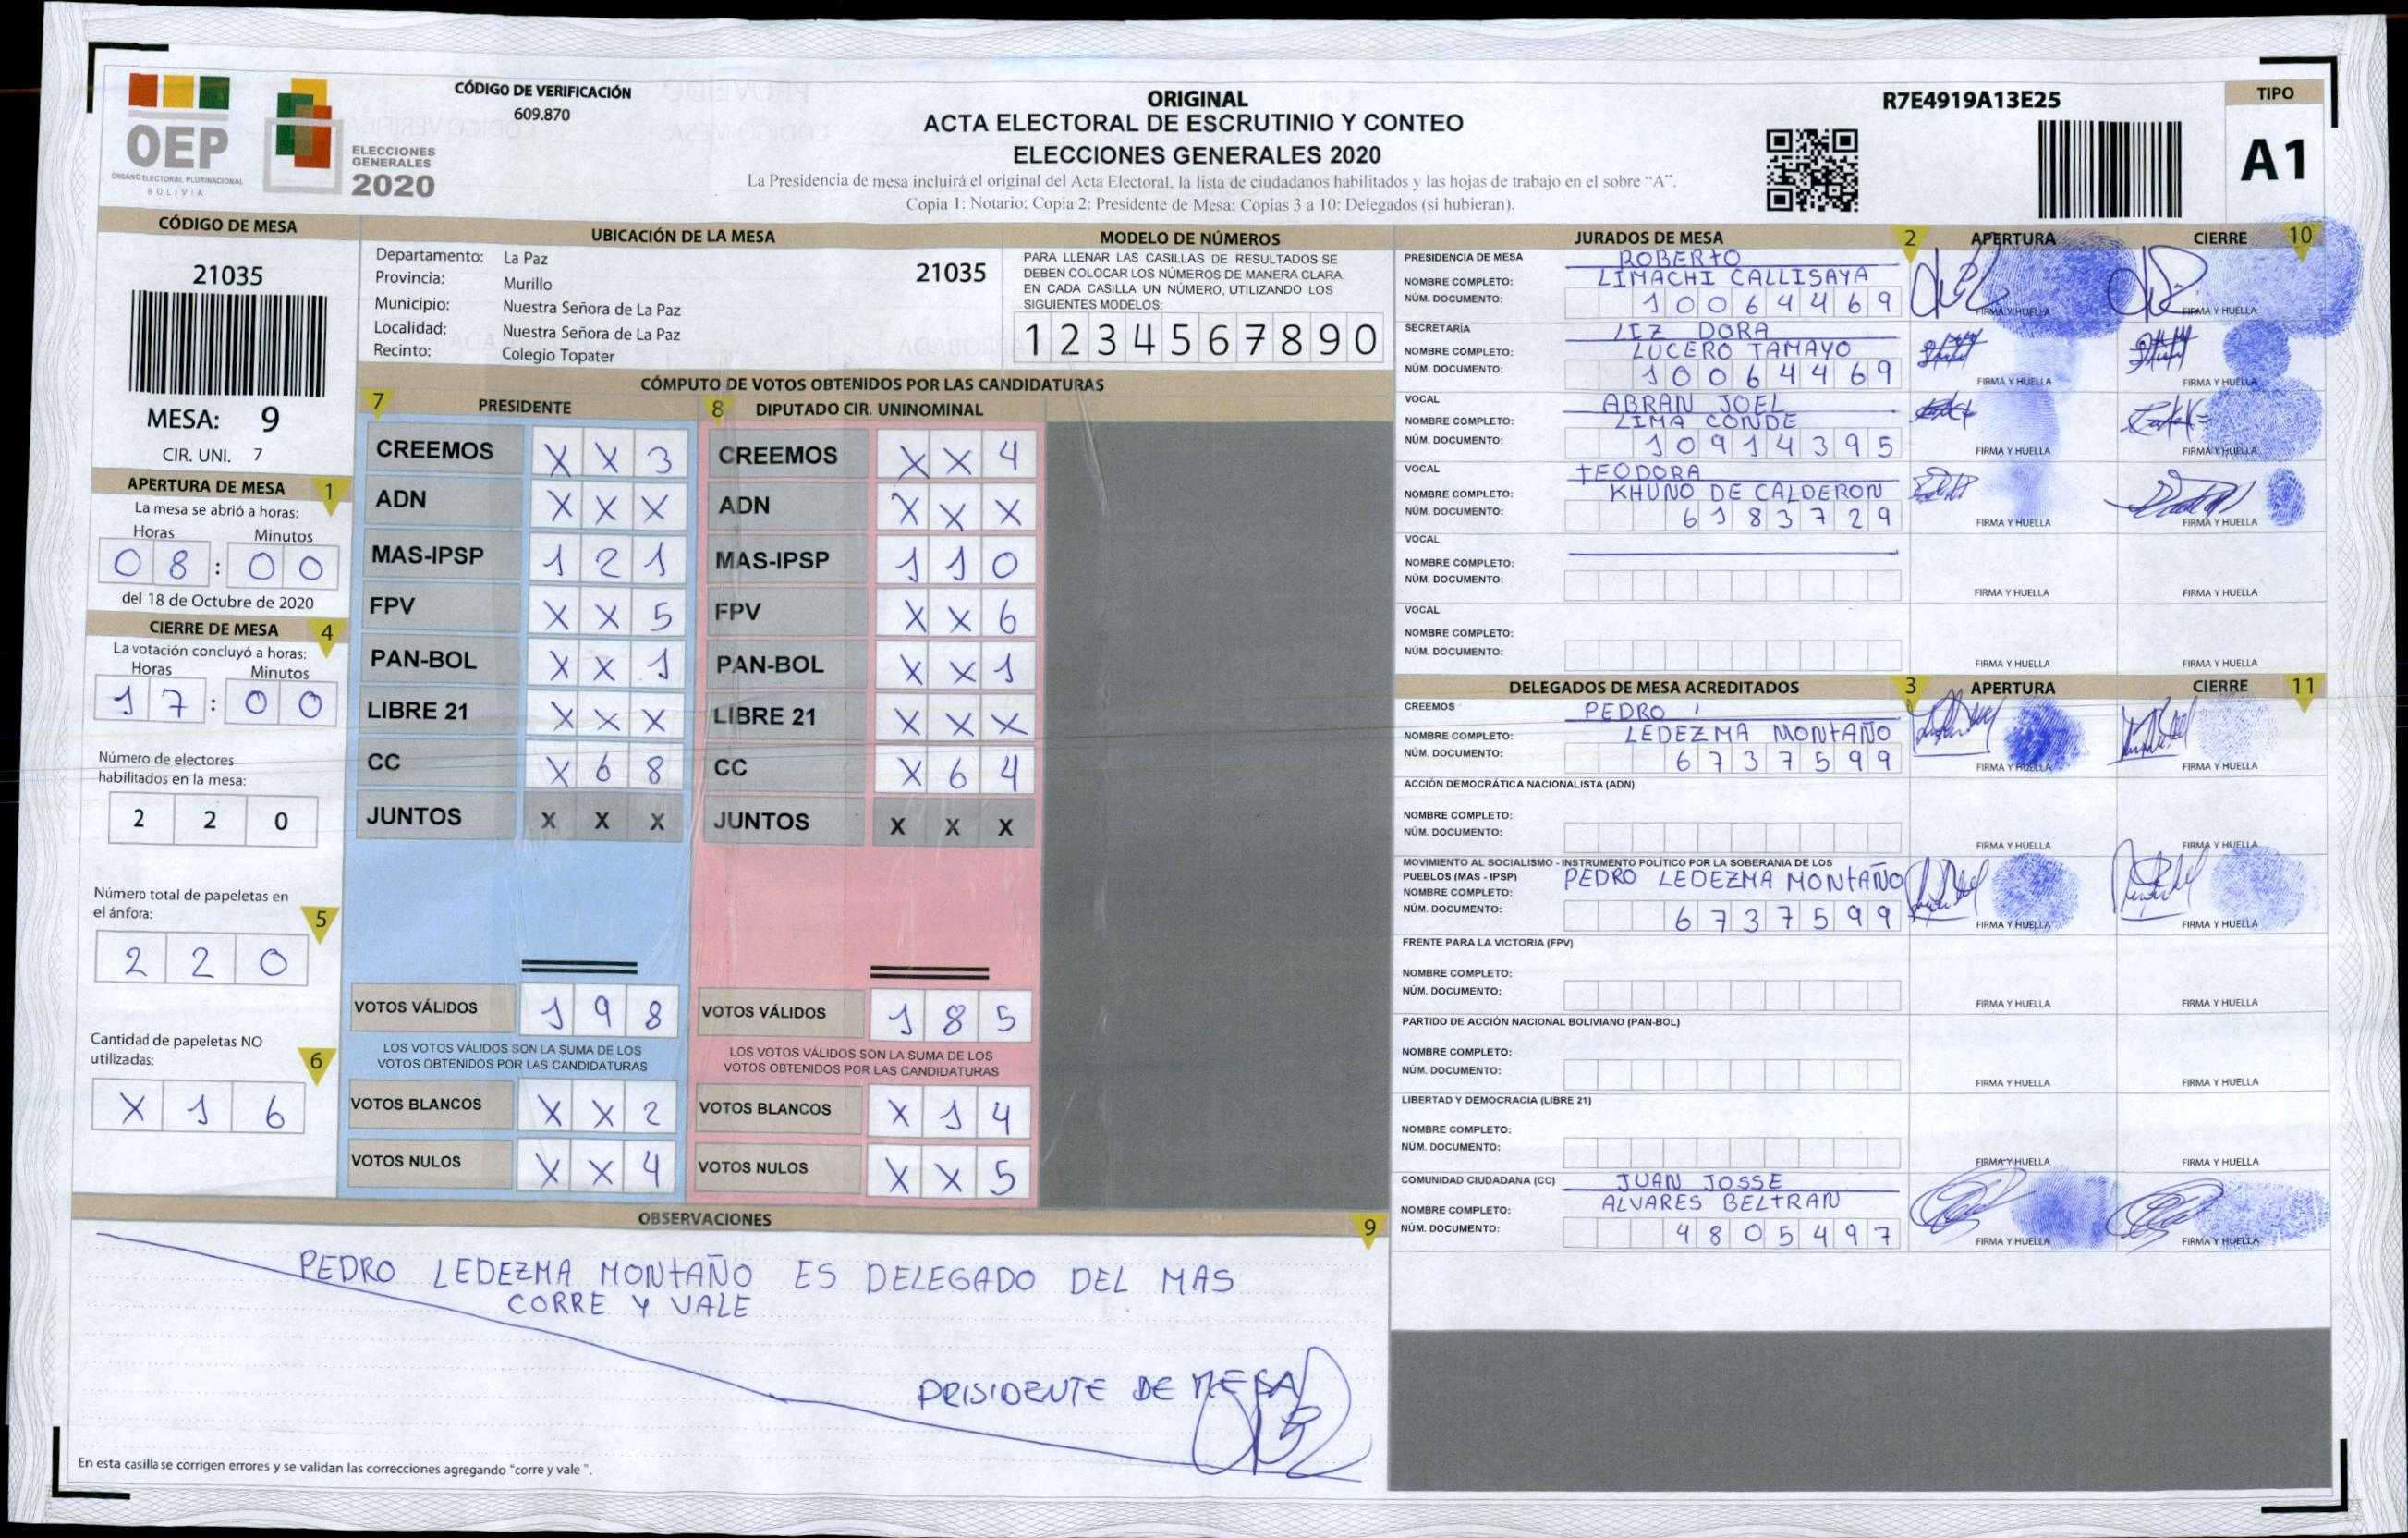 OEP
ÓRGANO ELECTORAL PLURINACIONAL
BOLIVIA
ELECCIONES
GENERALES
2020
CÓDIGO DE VERIFICACIÓN
609.870
ORIGINAL
ACTA ELECTORAL DE ESCRUTINIO Y CONTEO
ELECCIONES GENERALES 2020
La Presidencia de mesa incluirá el original del Acta Electoral, la lista de ciudadanos habilitados y las hojas de trabajo en el sobre “A”.
Copia 1: Notario; Copia 2: Presidente de Mesa; Copias 3 a 10: Delegados (si hubieran).
R7E4919A13E25
TIPO
A1
CÓDIGO DE MESA
21035
MESA: 9
CIR. UNI. 7
APERTURA DE MESA 1
La mesa se abrió a horas:
Horas Minutos
08 : 00
del 18 de Octubre de 2020
CIERRE DE MESA 4
La votación concluyó a horas:
Horas Minutos
17 : 00
Número de electores
habilitados en la mesa:
2 2 0
Número total de papeletas en
el ánfora:
5
2 2 0
Cantidad de papeletas NO
utilizadas:
6
X 1 6
UBICACIÓN DE LA MESA
Departamento: La Paz
21035
Provincia: Murillo
Municipio: Nuestra Señora de La Paz
Localidad: Nuestra Señora de La Paz
Recinto: Colegio Topater
MODELO DE NÚMEROS
PARA LLENAR LAS CASILLAS DE RESULTADOS SE
DEBEN COLOCAR LOS NÚMEROS DE MANERA CLARA.
EN CADA CASILLA UN NÚMERO, UTILIZANDO LOS
SIGUIENTES MODELOS:
1 2 3 4 5 6 7 8 9 0
CÓMPUTO DE VOTOS OBTENIDOS POR LAS CANDIDATURAS
7 PRESIDENTE
CREEMOS X X 3
ADN X X X
MAS-IPSP 1 2 1
FPV X X 5
PAN-BOL X X 1
LIBRE 21 X X X
CC X 6 8
JUNTOS X X X
VOTOS VÁLIDOS 1 9 8
LOS VOTOS VÁLIDOS SON LA SUMA DE LOS
VOTOS OBTENIDOS POR LAS CANDIDATURAS
VOTOS BLANCOS X X 2
VOTOS NULOS X X 4
8 DIPUTADO CIR. UNINOMINAL
CREEMOS X X 4
ADN X X X
MAS-IPSP 1 1 0
FPV X X 6
PAN-BOL X X 1
LIBRE 21 X X X
CC X 6 4
JUNTOS X X X
VOTOS VÁLIDOS 1 8 5
LOS VOTOS VÁLIDOS SON LA SUMA DE LOS
VOTOS OBTENIDOS POR LAS CANDIDATURAS
VOTOS BLANCOS X 1 4
VOTOS NULOS X X 5
OBSERVACIONES
9
PEDRO LEDEZMA MONTAÑO ES DELEGADO DEL MAS
CORRE Y VALE
PRISIDENTE DE MESA
En esta casilla se corrigen errores y se validan las correcciones agregando "corre y vale ".
JURADOS DE MESA 2 APERTURA CIERRE 10
PRESIDENCIA DE MESA ROBERTO
NOMBRE COMPLETO: LIMACHI CALLISAYA
NÚM. DOCUMENTO: 10064469
FIRMA Y HUELLA FIRMA Y HUELLA
SECRETARÍA LIZ DORA
NOMBRE COMPLETO: LUCERO TAMAYO
NÚM. DOCUMENTO: 10064469
FIRMA Y HUELLA FIRMA Y HUELLA
VOCAL ABRAN JOEL
NOMBRE COMPLETO: LIMA CONDE
NÚM. DOCUMENTO: 10914395
FIRMA Y HUELLA FIRMA Y HUELLA
VOCAL TEODORA
NOMBRE COMPLETO: KHUNO DE CALDERON
NÚM. DOCUMENTO: 6183729
FIRMA Y HUELLA FIRMA Y HUELLA
VOCAL
NOMBRE COMPLETO:
NÚM. DOCUMENTO:
FIRMA Y HUELLA FIRMA Y HUELLA
VOCAL
NOMBRE COMPLETO:
NÚM. DOCUMENTO:
FIRMA Y HUELLA FIRMA Y HUELLA
DELEGADOS DE MESA ACREDITADOS 3 APERTURA CIERRE 11
CREEMOS PEDRO
NOMBRE COMPLETO: LEDEZMA MONTAÑO
NÚM. DOCUMENTO: 6737599
FIRMA Y HUELLA FIRMA Y HUELLA
ACCIÓN DEMOCRÁTICA NACIONALISTA (ADN)
NOMBRE COMPLETO:
NÚM. DOCUMENTO:
FIRMA Y HUELLA FIRMA Y HUELLA
MOVIMIENTO AL SOCIALISMO - INSTRUMENTO POLÍTICO POR LA SOBERANIA DE LOS
PUEBLOS (MAS - IPSP) PEDRO LEDEZMA MONTAÑO
NOMBRE COMPLETO:
NÚM. DOCUMENTO: 6737599
FIRMA Y HUELLA FIRMA Y HUELLA
FRENTE PARA LA VICTORIA (FPV)
NOMBRE COMPLETO:
NÚM. DOCUMENTO:
FIRMA Y HUELLA FIRMA Y HUELLA
PARTIDO DE ACCIÓN NACIONAL BOLIVIANO (PAN-BOL)
NOMBRE COMPLETO:
NÚM. DOCUMENTO:
FIRMA Y HUELLA FIRMA Y HUELLA
LIBERTAD Y DEMOCRACIA (LIBRE 21)
NOMBRE COMPLETO:
NÚM. DOCUMENTO:
FIRMA Y HUELLA FIRMA Y HUELLA
COMUNIDAD CIUDADANA (CC) JUAN JOSSE
NOMBRE COMPLETO: ALVARES BELTRAN
NÚM. DOCUMENTO: 4805497
FIRMA Y HUELLA FIRMA Y HUELLA